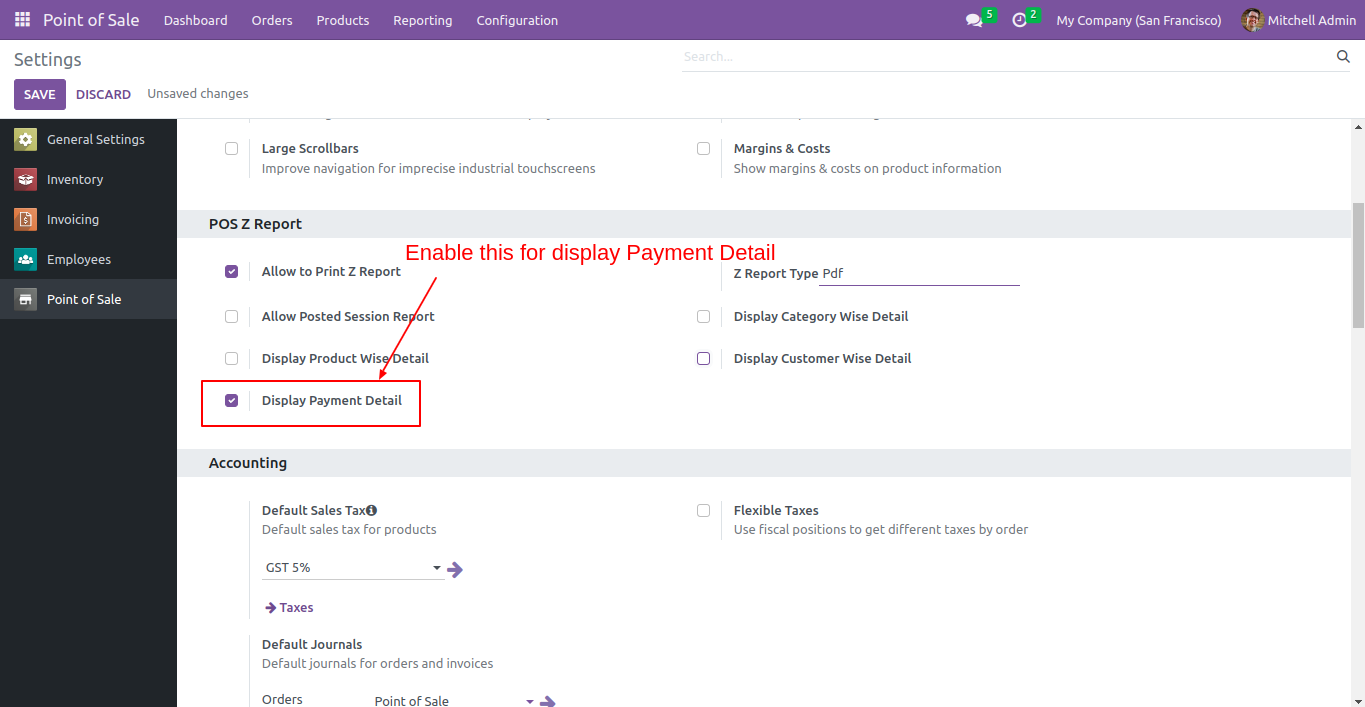 Point of Sale Dashboard Orders Products Reporting Configuration 5 2 My Company (San Francisco) Mitchell Admin
Settings Search...
SAVE DISCARD Unsaved changes
General Settings
Inventory
Invoicing
Employees
Point of Sale
Large Scrollbars
Improve navigation for imprecise industrial touchscreens
Margins & Costs
Show margins & costs on product information
POS Z Report
Enable this for display Payment Detail
Allow to Print Z Report
Z Report Type Pdf
Allow Posted Session Report
Display Category Wise Detail
Display Product Wise Detail
Display Customer Wise Detail
Display Payment Detail
Accounting
Default Sales Tax
Default sales tax for products
GST 5%
Taxes
Flexible Taxes
Use fiscal positions to get different taxes by order
Default Journals
Default journals for orders and invoices
Orders Point of Sale